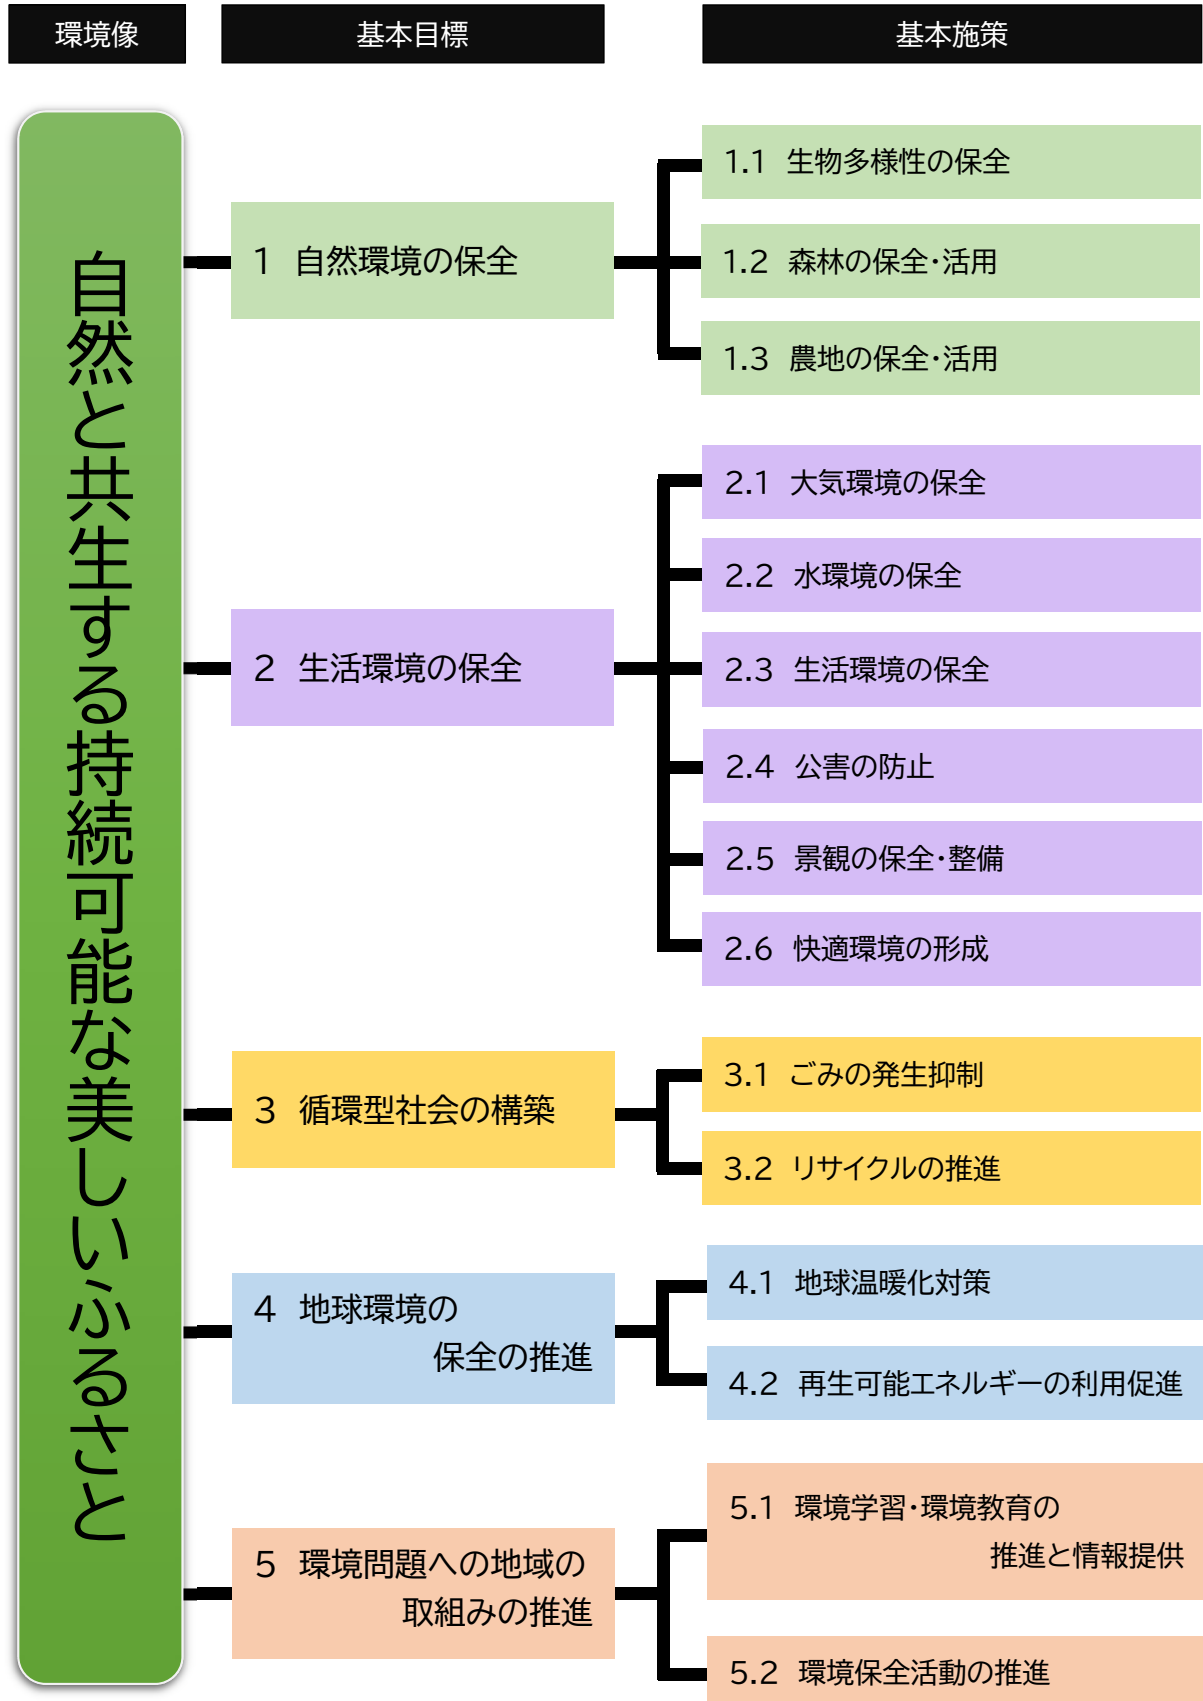 環境像
基本目標
基本施策
自然と共生する持続可能な美しいふるさと
1 自然環境の保全
1.1 生物多様性の保全
1.2 森林の保全・活用
1.3 農地の保全・活用
2 生活環境の保全
2.1 大気環境の保全
2.2 水環境の保全
2.3 生活環境の保全
2.4 公害の防止
2.5 景観の保全・整備
2.6 快適環境の形成
3 循環型社会の構築
3.1 ごみの発生抑制
3.2 リサイクルの推進
4 地球環境の
保全の推進
4.1 地球温暖化対策
4.2 再生可能エネルギーの利用促進
5 環境問題への地域の
取組みの推進
5.1 環境学習・環境教育の
推進と情報提供
5.2 環境保全活動の推進